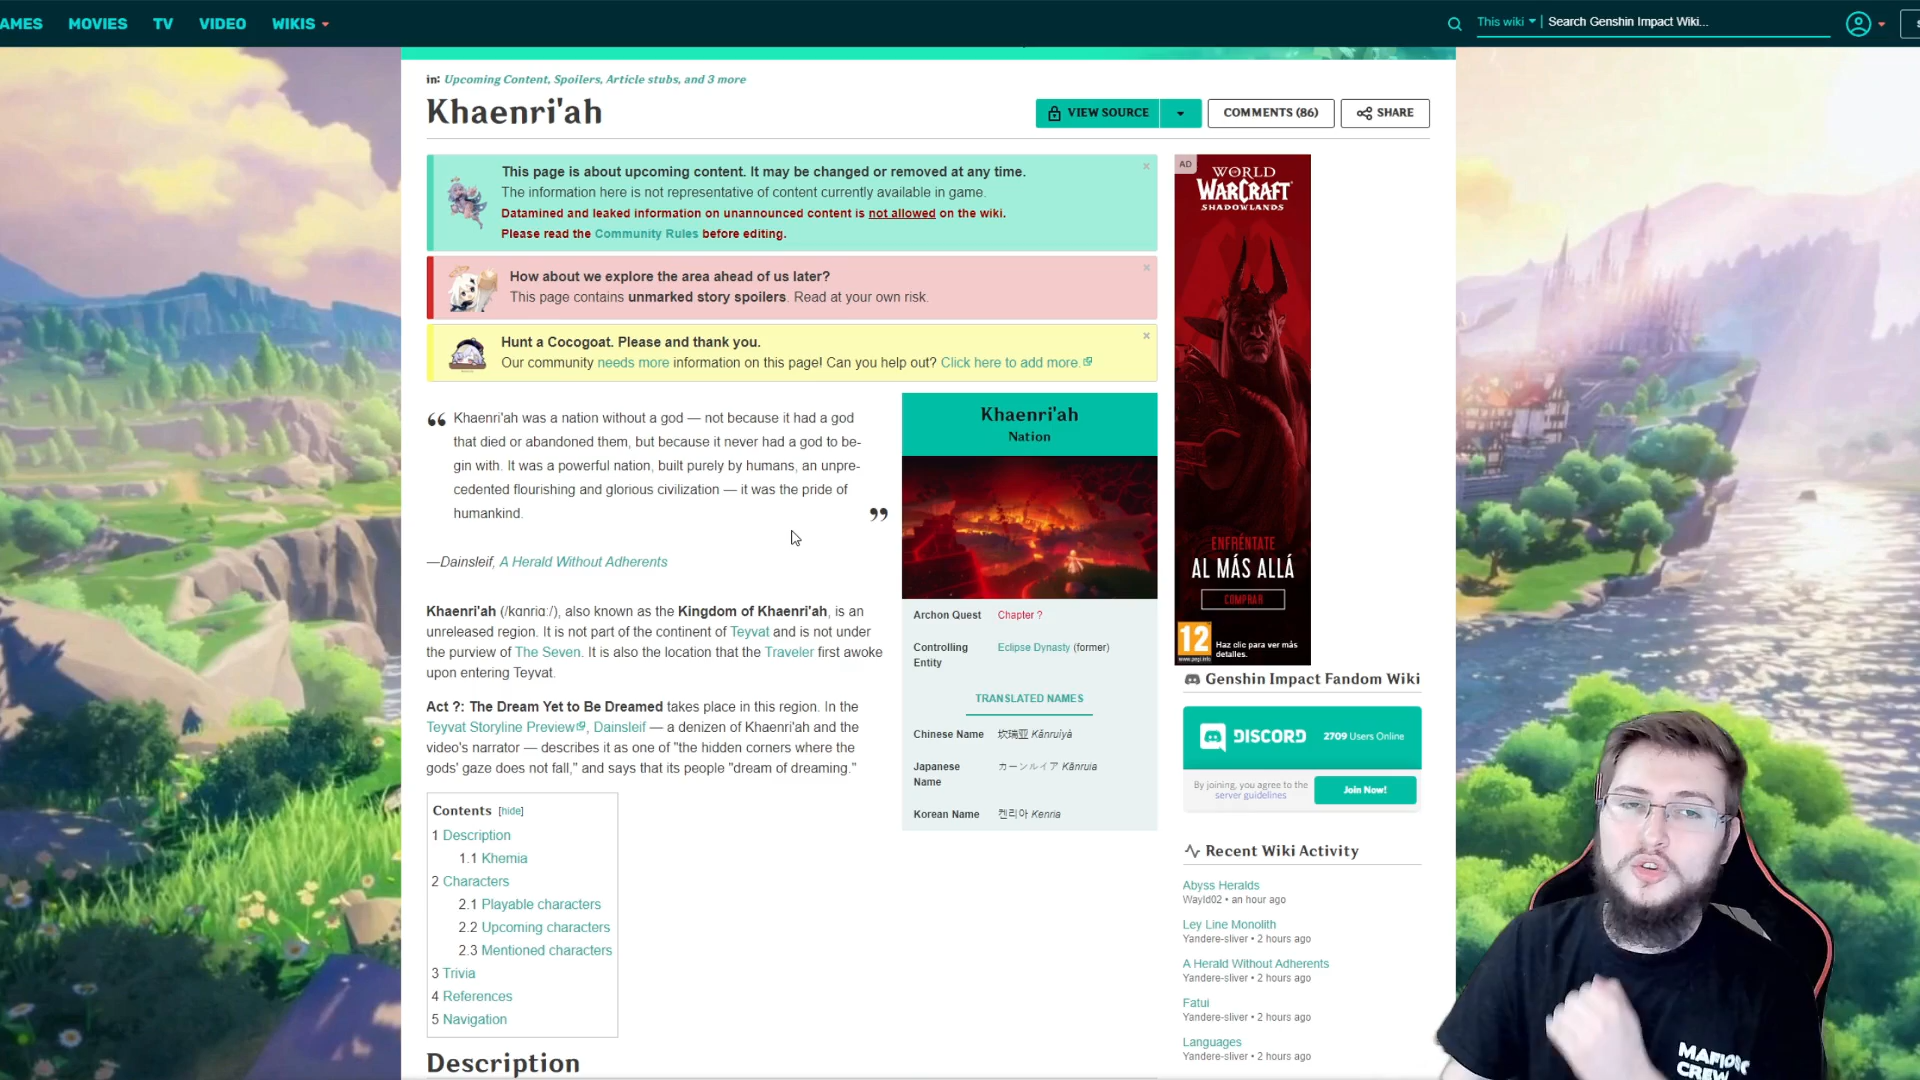 AMES MOVIES TV VIDEO WIKIS
This wiki Search Genshin Impact Wiki...
in: Upcoming Content, Spoilers, Article stubs, and 3 more
Khaenri'ah
VIEW SOURCE
COMMENTS (86)
SHARE
This page is about upcoming content. It may be changed or removed at any time.
The information here is not representative of content currently available in game.
Datamined and leaked information on unannounced content is not allowed on the wiki.
Please read the Community Rules before editing.
How about we explore the area ahead of us later?
This page contains unmarked story spoilers. Read at your own risk.
Hunt a Cocogoat. Please and thank you.
Our community needs more information on this page! Can you help out? Click here to add more.
“ Khaenri'ah was a nation without a god — not because it had a god
that died or abandoned them, but because it never had a god to be-
gin with. It was a powerful nation, built purely by humans, an unpre-
cedented flourishing and glorious civilization — it was the pride of
humankind. ”
—Dainsleif, A Herald Without Adherents
Khaenri'ah (/kɑnriɑː/), also known as the Kingdom of Khaenri'ah, is an
unreleased region. It is not part of the continent of Teyvat and is not under
the purview of The Seven. It is also the location that the Traveler first awoke
upon entering Teyvat.
Act ?: The Dream Yet to Be Dreamed takes place in this region. In the
Teyvat Storyline Preview, Dainsleif — a denizen of Khaenri'ah and the
video's narrator — describes it as one of "the hidden corners where the
gods' gaze does not fall," and says that its people "dream of dreaming."
Contents [hide]
1 Description
1.1 Khemia
2 Characters
2.1 Playable characters
2.2 Upcoming characters
2.3 Mentioned characters
3 Trivia
4 References
5 Navigation
Description
Khaenri'ah
Nation
Archon Quest Chapter ?
Controlling Entity Eclipse Dynasty (former)
TRANSLATED NAMES
Chinese Name 坎瑞亚 Kǎnruìyà
Japanese Name カーンルイア Kānruia
Korean Name 켄리아 Kenria
AD
WORLD
WARCRAFT
SHADOWLANDS
ENFRÉNTATE
AL MÁS ALLÁ
COMPRAR
12
www.pegi.info
Haz clic para ver más
detalles.
Genshin Impact Fandom Wiki
DISCORD 2709 Users Online
By joining, you agree to the
server guidelines
Join Now!
Recent Wiki Activity
Abyss Heralds
Wayld02 • an hour ago
Ley Line Monolith
Yandere-sliver • 2 hours ago
A Herald Without Adherents
Yandere-sliver • 2 hours ago
Fatui
Yandere-sliver • 2 hours ago
Languages
Yandere-sliver • 2 hours ago
CREW